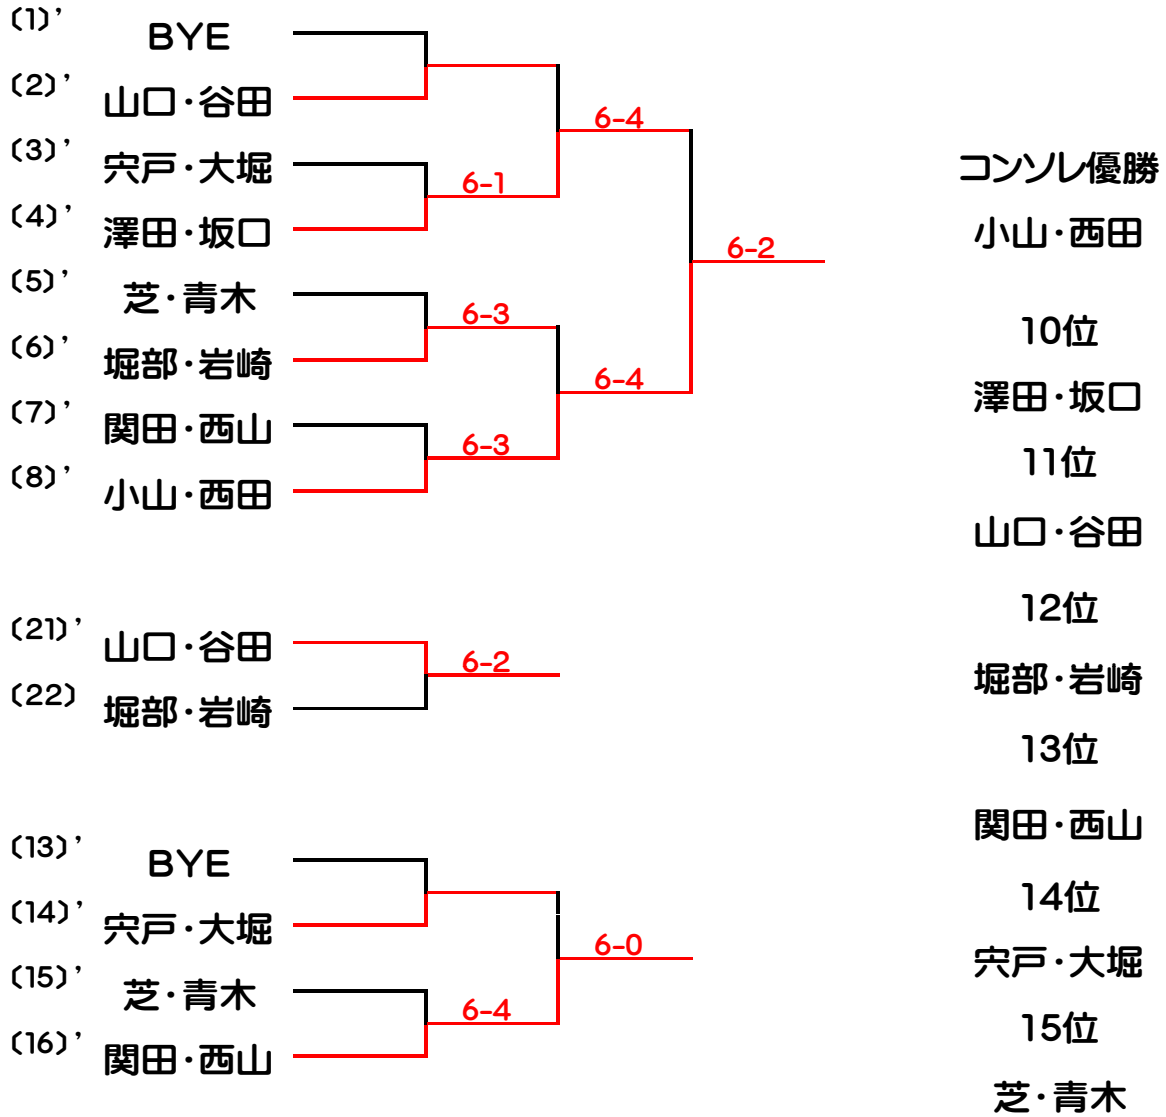 (1)’ BYE
(2)’ 山口・谷田
6-4
(3)’ 宍戸・大堀
6-1
コンソレ優勝
(4)’ 澤田・坂口
小山・西田
6-2
(5)’ 芝・青木
6-3
10位
(6)’ 堀部・岩崎
6-4
澤田・坂口
(7)’ 関田・西山
6-3
11位
(8)’ 小山・西田
山口・谷田
12位
(21)’ 山口・谷田
6-2
堀部・岩崎
(22) 堀部・岩崎
13位
関田・西山
(13)’ BYE
14位
(14)’ 宍戸・大堀
6-0
宍戸・大堀
(15)’ 芝・青木
6-4
15位
(16)’ 関田・西山
芝・青木